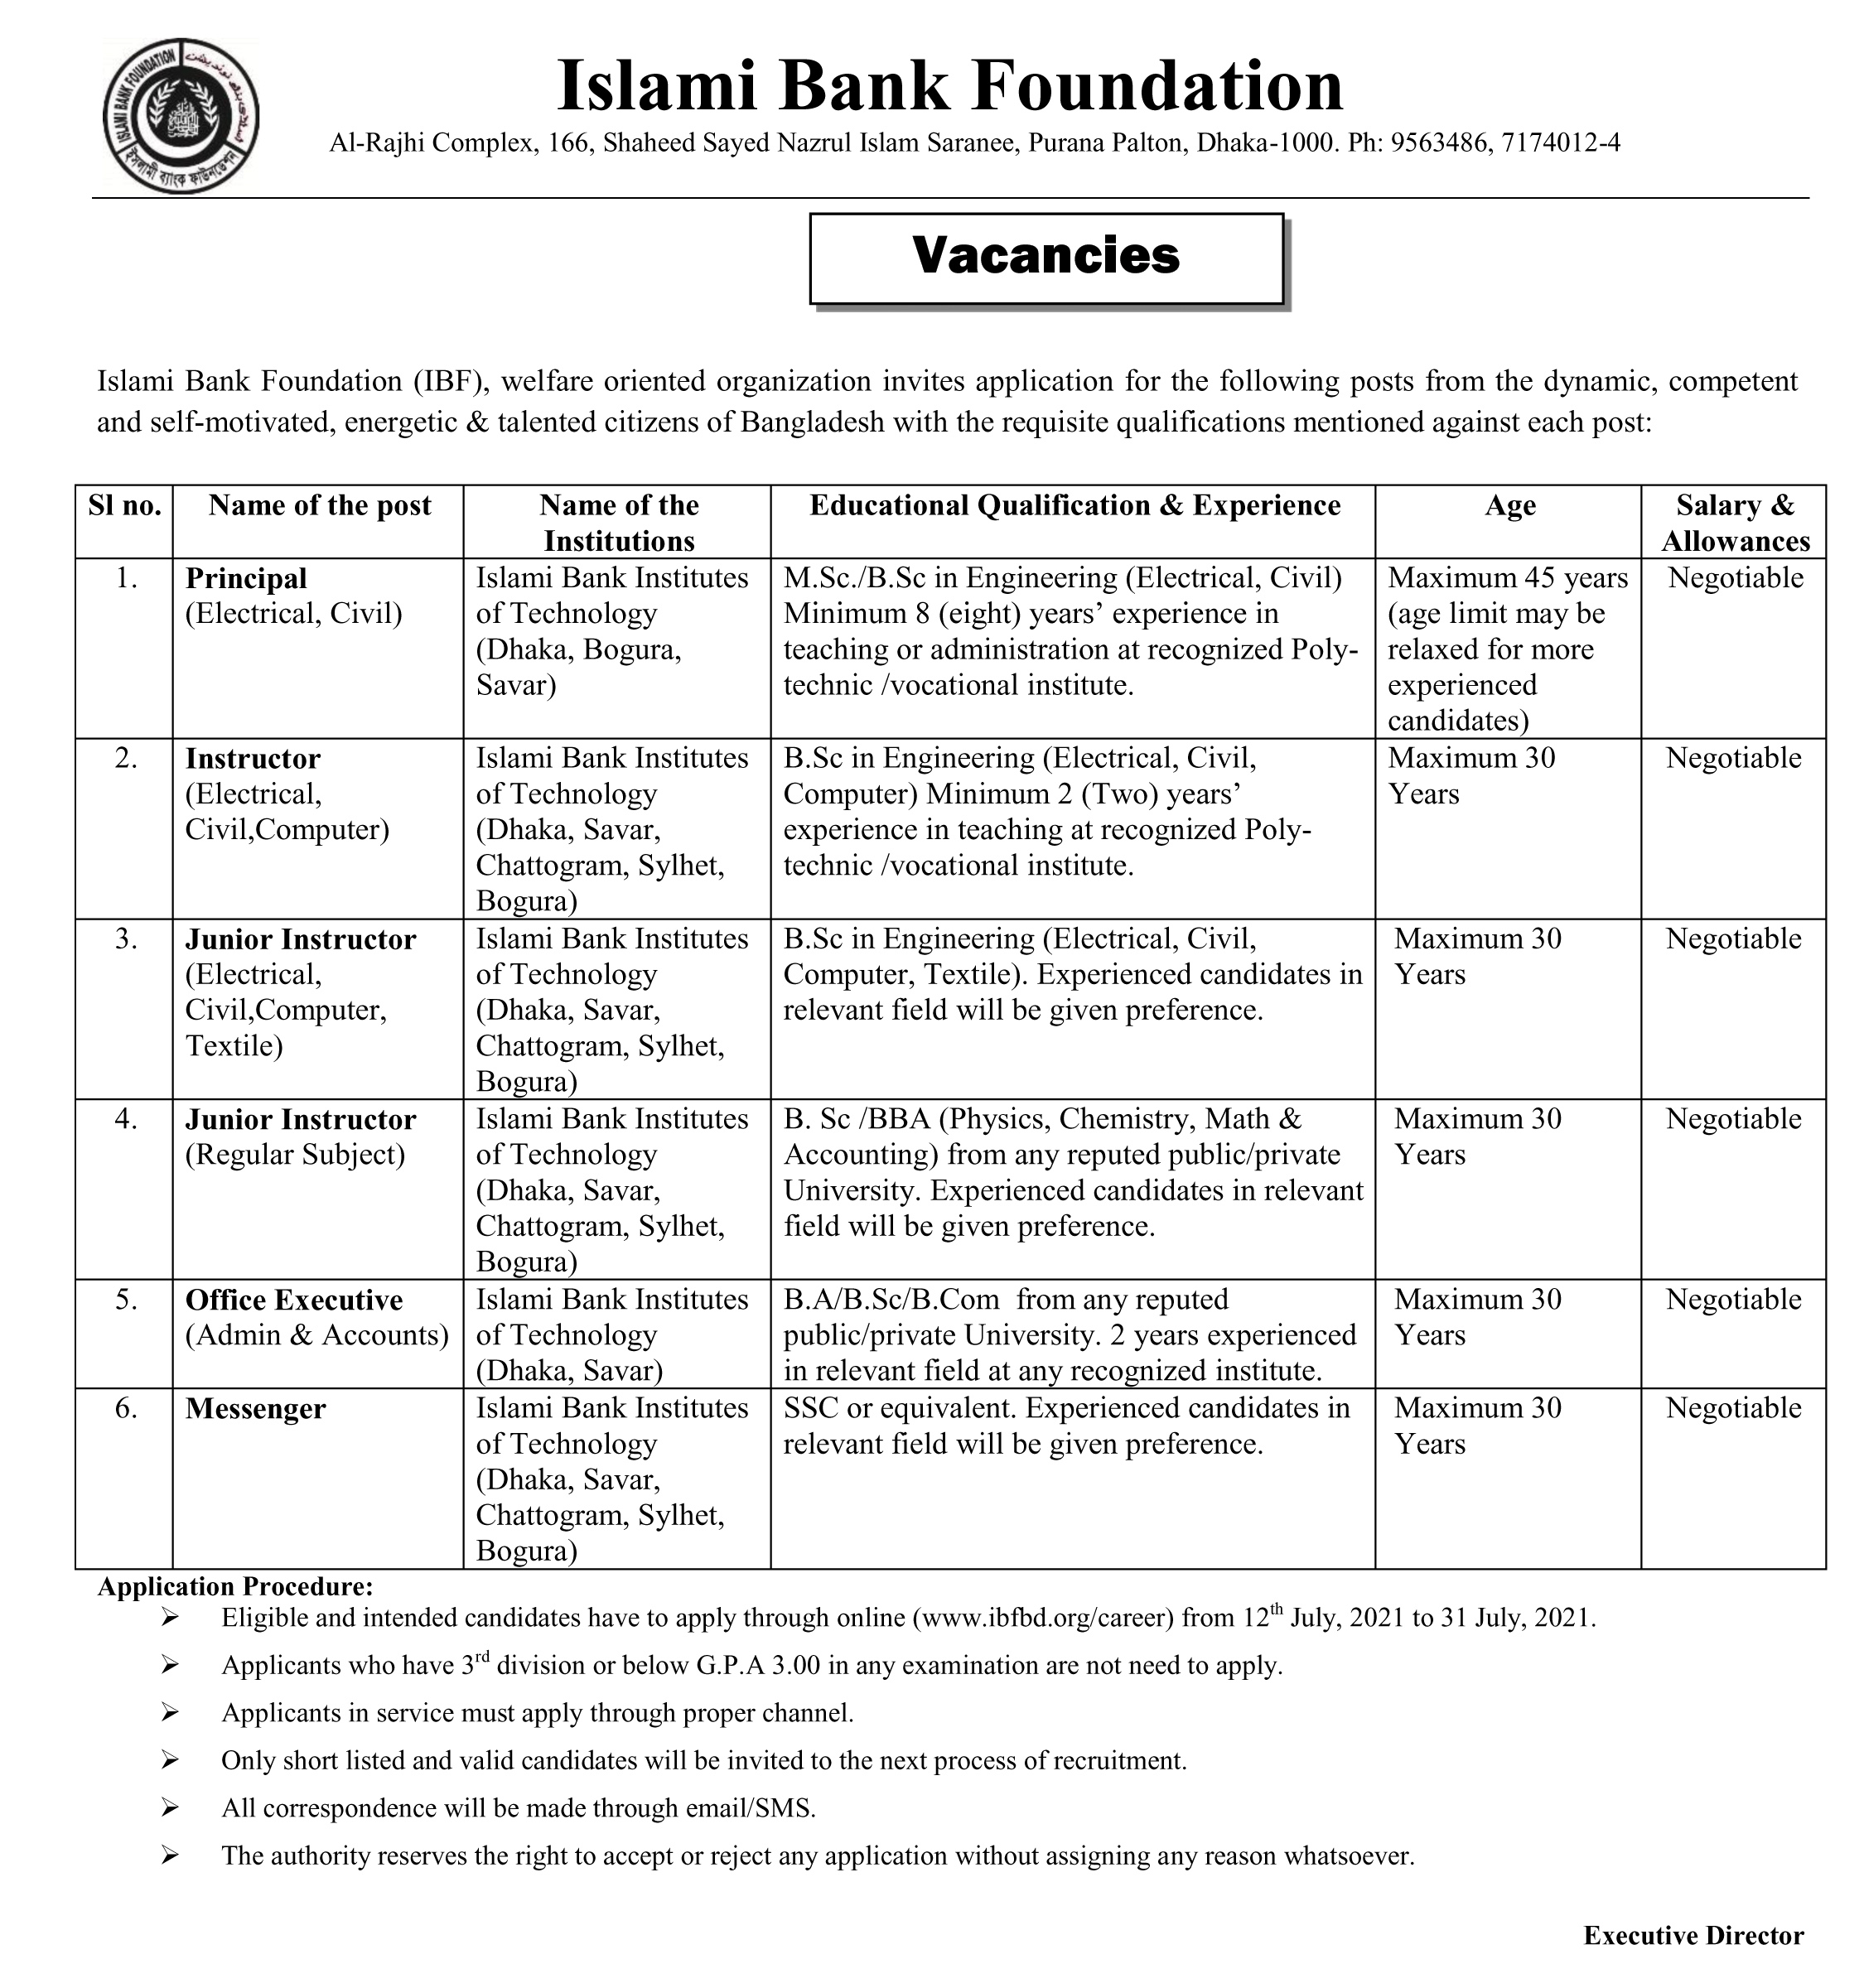 ISLAMI BANK FOUNDATION
ইসলামী ব্যাংক ফাউন্ডেশন
Islami Bank Foundation
Al-Rajhi Complex, 166, Shaheed Sayed Nazrul Islam Saranee, Purana Palton, Dhaka-1000. Ph: 9563486, 7174012-4
Vacancies
Islami Bank Foundation (IBF), welfare oriented organization invites application for the following posts from the dynamic, competent
and self-motivated, energetic & talented citizens of Bangladesh with the requisite qualifications mentioned against each post:
Sl no.
Name of the post
Name of the
Institutions
Educational Qualification & Experience
Age
Salary &
Allowances
1.
Principal
(Electrical, Civil)
Islami Bank Institutes
of Technology
(Dhaka, Bogura,
Savar)
M.Sc./B.Sc in Engineering (Electrical, Civil)
Minimum 8 (eight) years’ experience in
teaching or administration at recognized Poly-
technic /vocational institute.
Maximum 45 years
(age limit may be
relaxed for more
experienced
candidates)
Negotiable
2.
Instructor
(Electrical,
Civil,Computer)
Islami Bank Institutes
of Technology
(Dhaka, Savar,
Chattogram, Sylhet,
Bogura)
B.Sc in Engineering (Electrical, Civil,
Computer) Minimum 2 (Two) years’
experience in teaching at recognized Poly-
technic /vocational institute.
Maximum 30
Years
Negotiable
3.
Junior Instructor
(Electrical,
Civil,Computer,
Textile)
Islami Bank Institutes
of Technology
(Dhaka, Savar,
Chattogram, Sylhet,
Bogura)
B.Sc in Engineering (Electrical, Civil,
Computer, Textile). Experienced candidates in
relevant field will be given preference.
Maximum 30
Years
Negotiable
4.
Junior Instructor
(Regular Subject)
Islami Bank Institutes
of Technology
(Dhaka, Savar,
Chattogram, Sylhet,
Bogura)
B. Sc /BBA (Physics, Chemistry, Math &
Accounting) from any reputed public/private
University. Experienced candidates in relevant
field will be given preference.
Maximum 30
Years
Negotiable
5.
Office Executive
(Admin & Accounts)
Islami Bank Institutes
of Technology
(Dhaka, Savar)
B.A/B.Sc/B.Com from any reputed
public/private University. 2 years experienced
in relevant field at any recognized institute.
Maximum 30
Years
Negotiable
6.
Messenger
Islami Bank Institutes
of Technology
(Dhaka, Savar,
Chattogram, Sylhet,
Bogura)
SSC or equivalent. Experienced candidates in
relevant field will be given preference.
Maximum 30
Years
Negotiable
Application Procedure:
➢ Eligible and intended candidates have to apply through online (www.ibfbd.org/career) from 12th July, 2021 to 31 July, 2021.
➢ Applicants who have 3rd division or below G.P.A 3.00 in any examination are not need to apply.
➢ Applicants in service must apply through proper channel.
➢ Only short listed and valid candidates will be invited to the next process of recruitment.
➢ All correspondence will be made through email/SMS.
➢ The authority reserves the right to accept or reject any application without assigning any reason whatsoever.
Executive Director